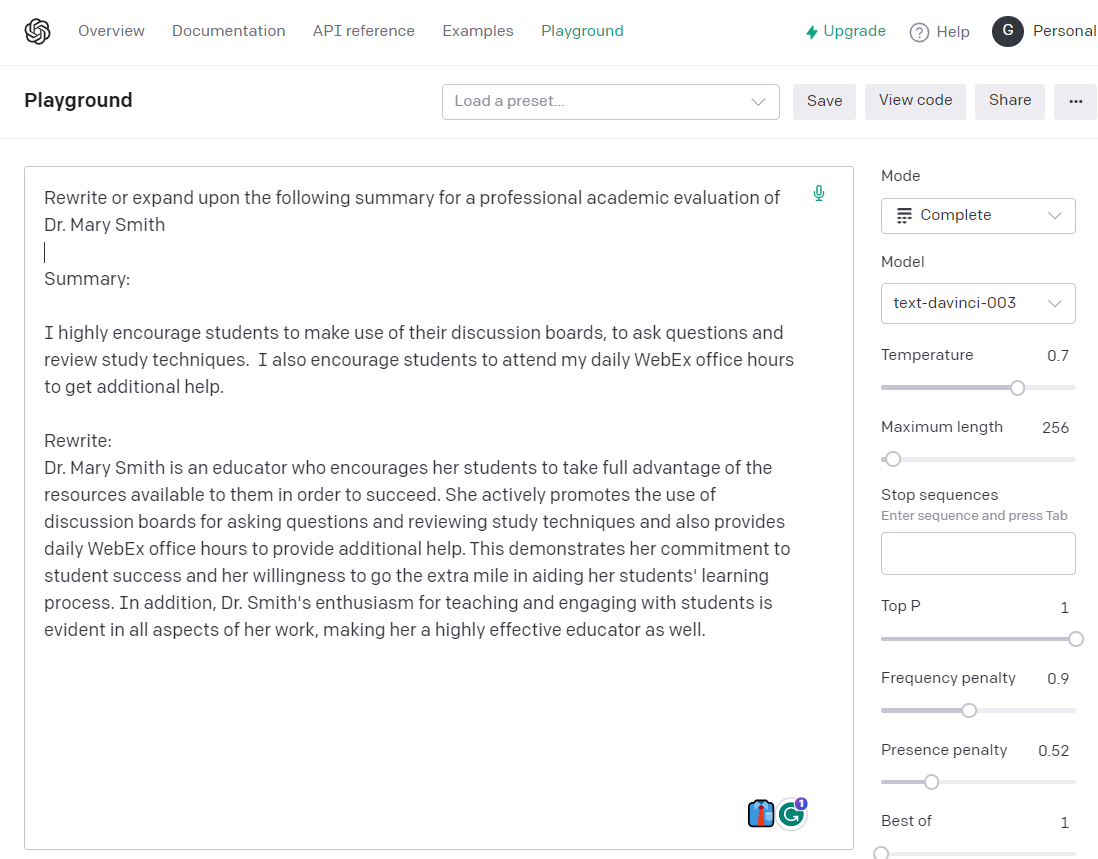 Overview Documentation API reference Examples Playground Upgrade Help G Personal
Playground Load a preset... Save View code Share ...
Rewrite or expand upon the following summary for a professional academic evaluation of
Dr. Mary Smith
Summary:
I highly encourage students to make use of their discussion boards, to ask questions and
review study techniques.  I also encourage students to attend my daily WebEx office hours
to get additional help.
Rewrite:
Dr. Mary Smith is an educator who encourages her students to take full advantage of the
resources available to them in order to succeed. She actively promotes the use of
discussion boards for asking questions and reviewing study techniques and also provides
daily WebEx office hours to provide additional help. This demonstrates her commitment to
student success and her willingness to go the extra mile in aiding her students' learning
process. In addition, Dr. Smith's enthusiasm for teaching and engaging with students is
evident in all aspects of her work, making her a highly effective educator as well.
1
Mode
Complete
Model
text-davinci-003
Temperature 0.7
Maximum length 256
Stop sequences
Enter sequence and press Tab
Top P 1
Frequency penalty 0.9
Presence penalty 0.52
Best of 1